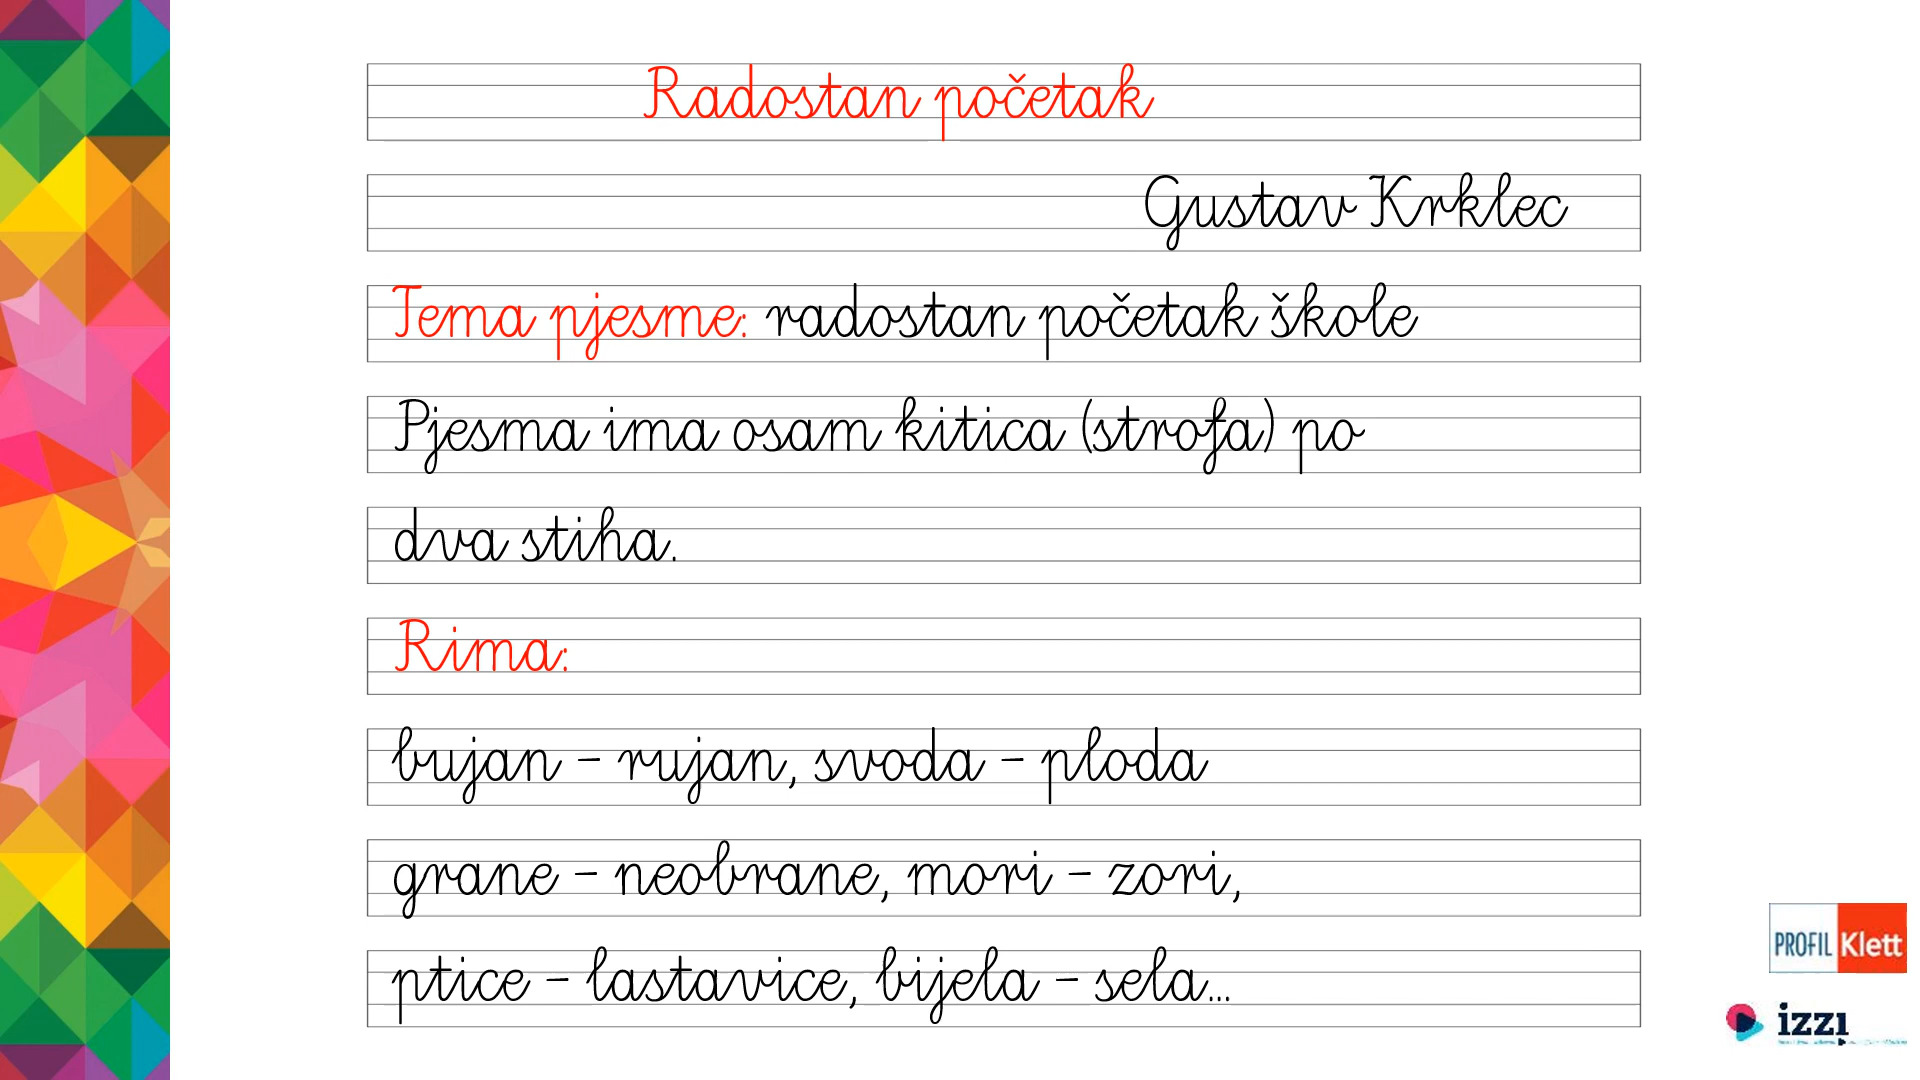 Radostan početak
Gustav Krklec
Tema pjesme: radostan početak škole
Pjesma ima osam kitica (strofa) po
dva stiha.
Rima:
bujan - rujan, svoda - ploda
grane - neobrane, mori - zori,
ptice - lastavice, bijela - sela...
PROFIL Klett
izzi